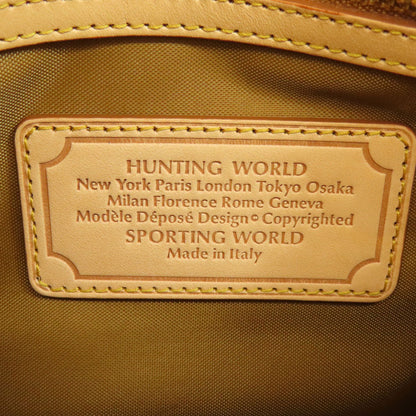 HUNTING WORLD
New York Paris London Tokyo Osaka
Milan Florence Rome Geneva
Modèle Déposé Design © Copyrighted
SPORTING WORLD
Made in Italy